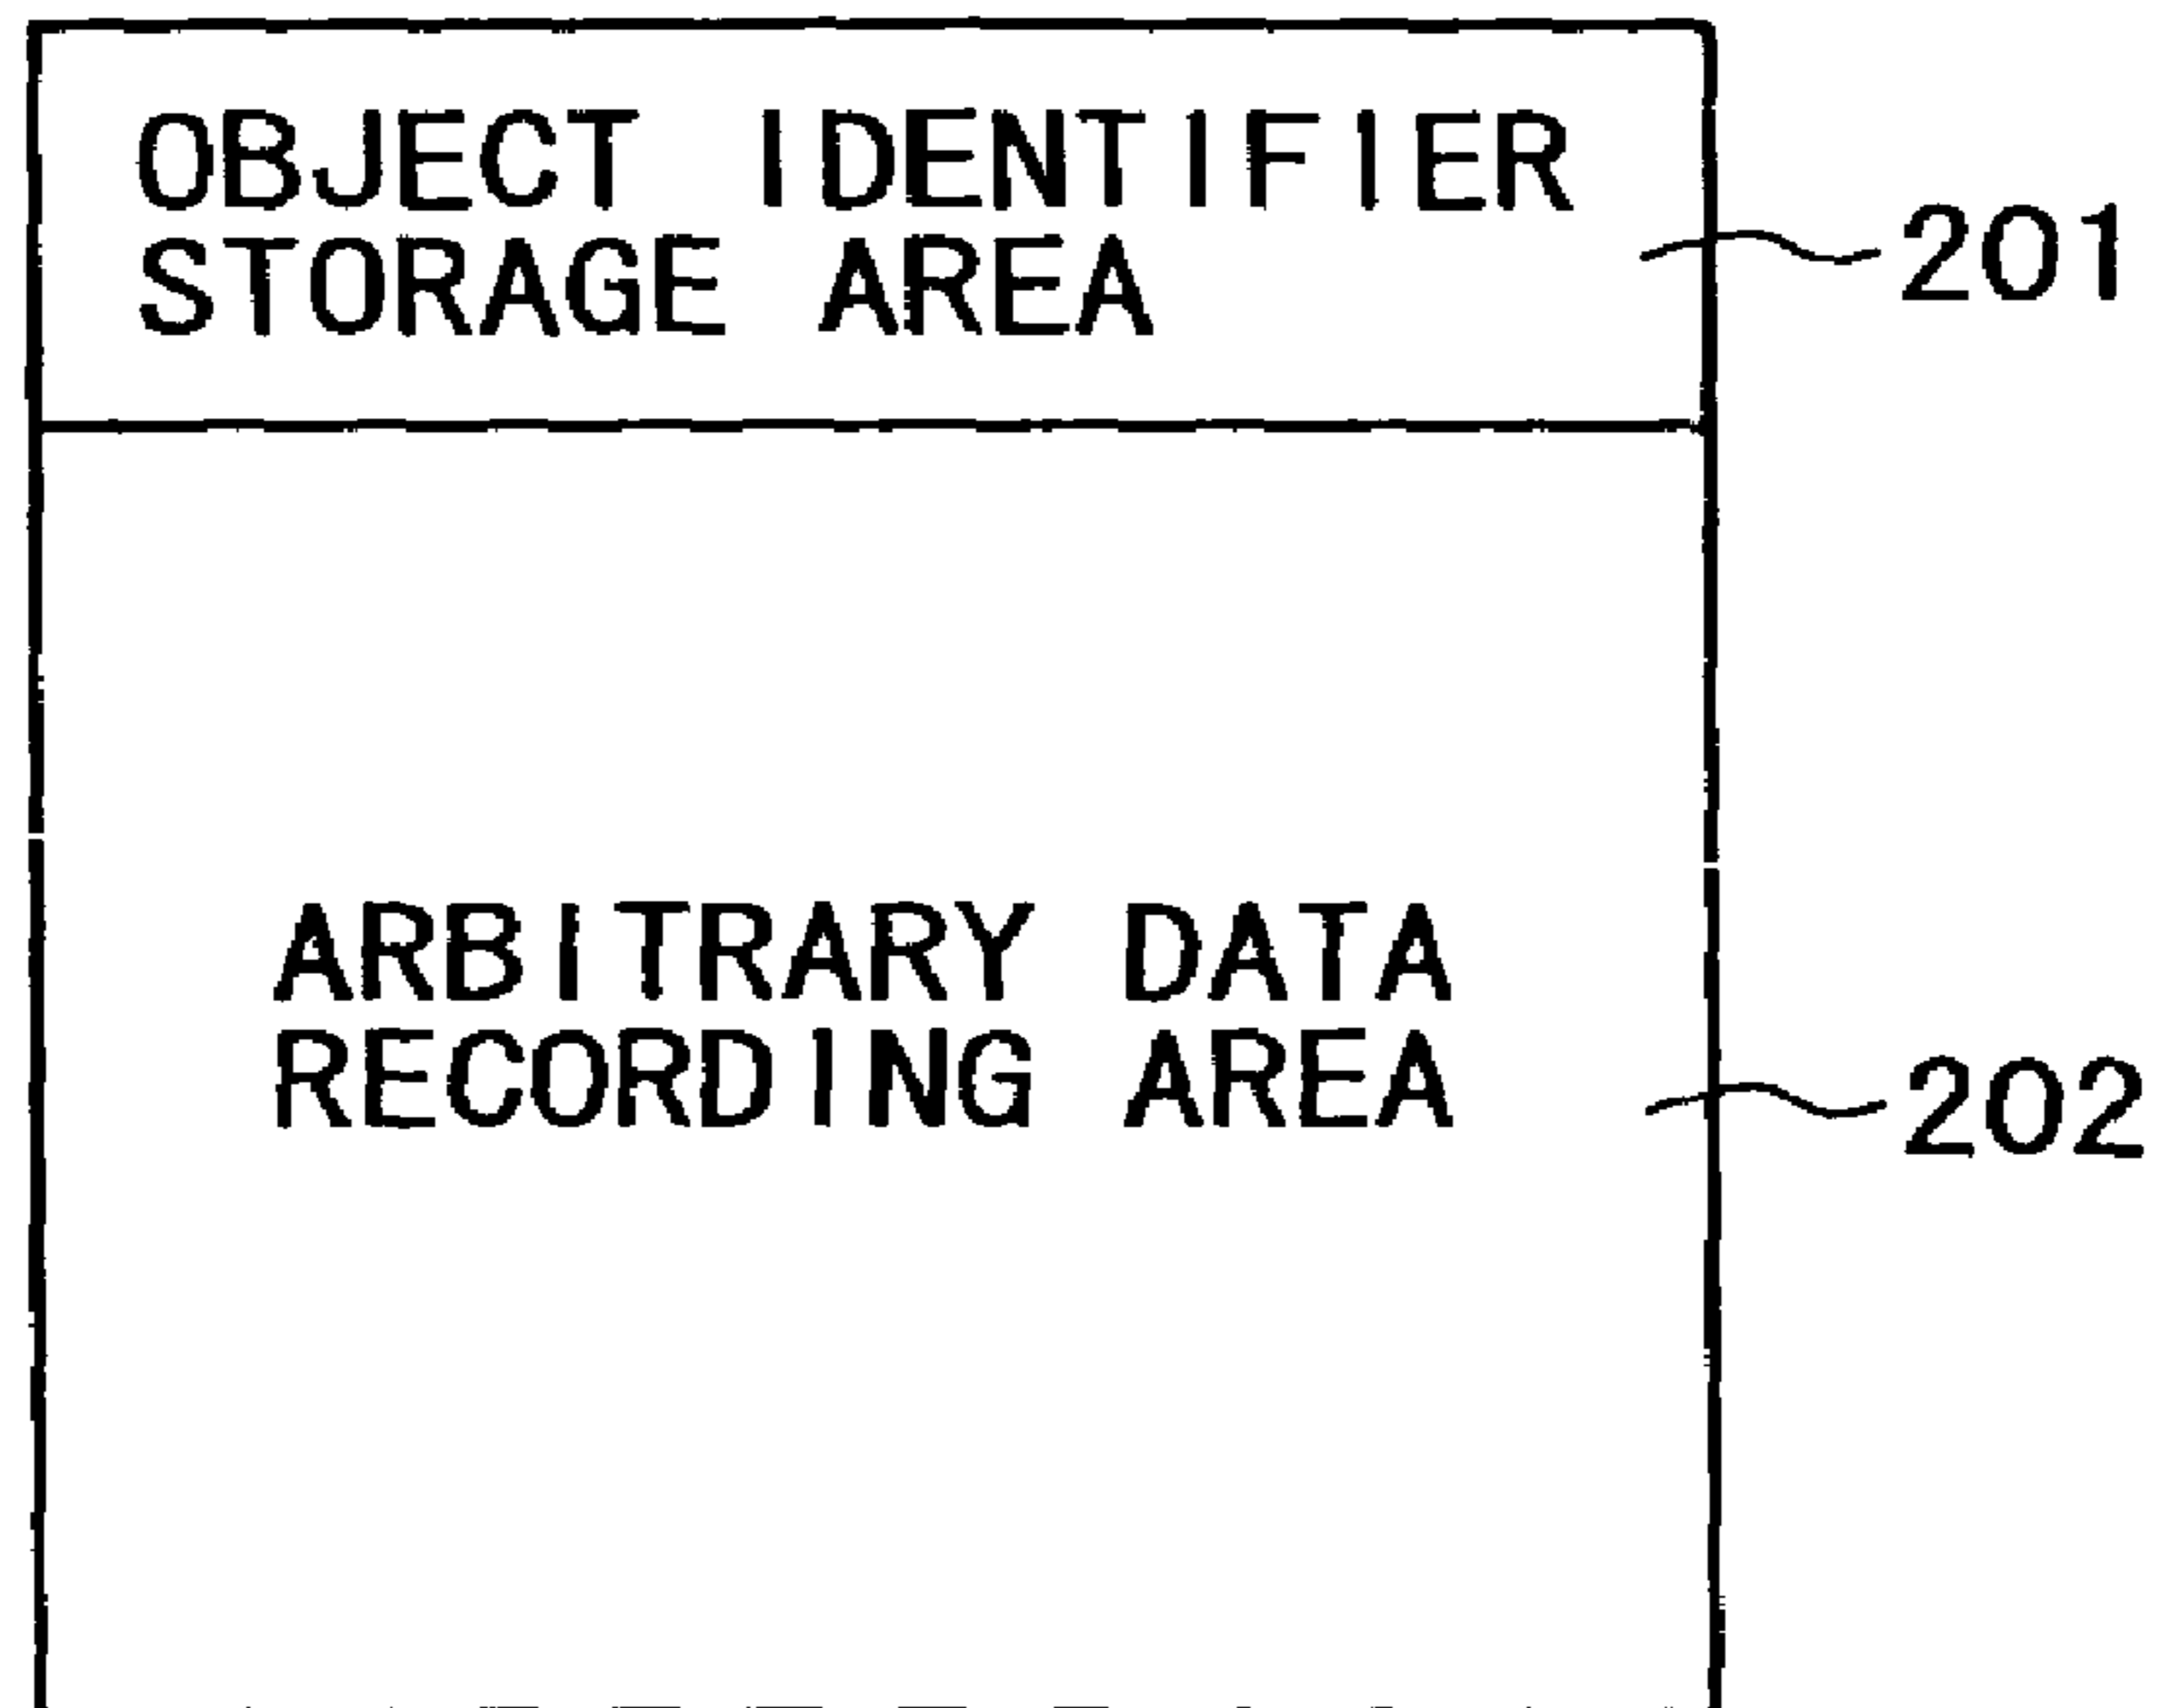 OBJECT IDENTIFIER
STORAGE AREA
201
ARBITRARY DATA
RECORDING AREA
202